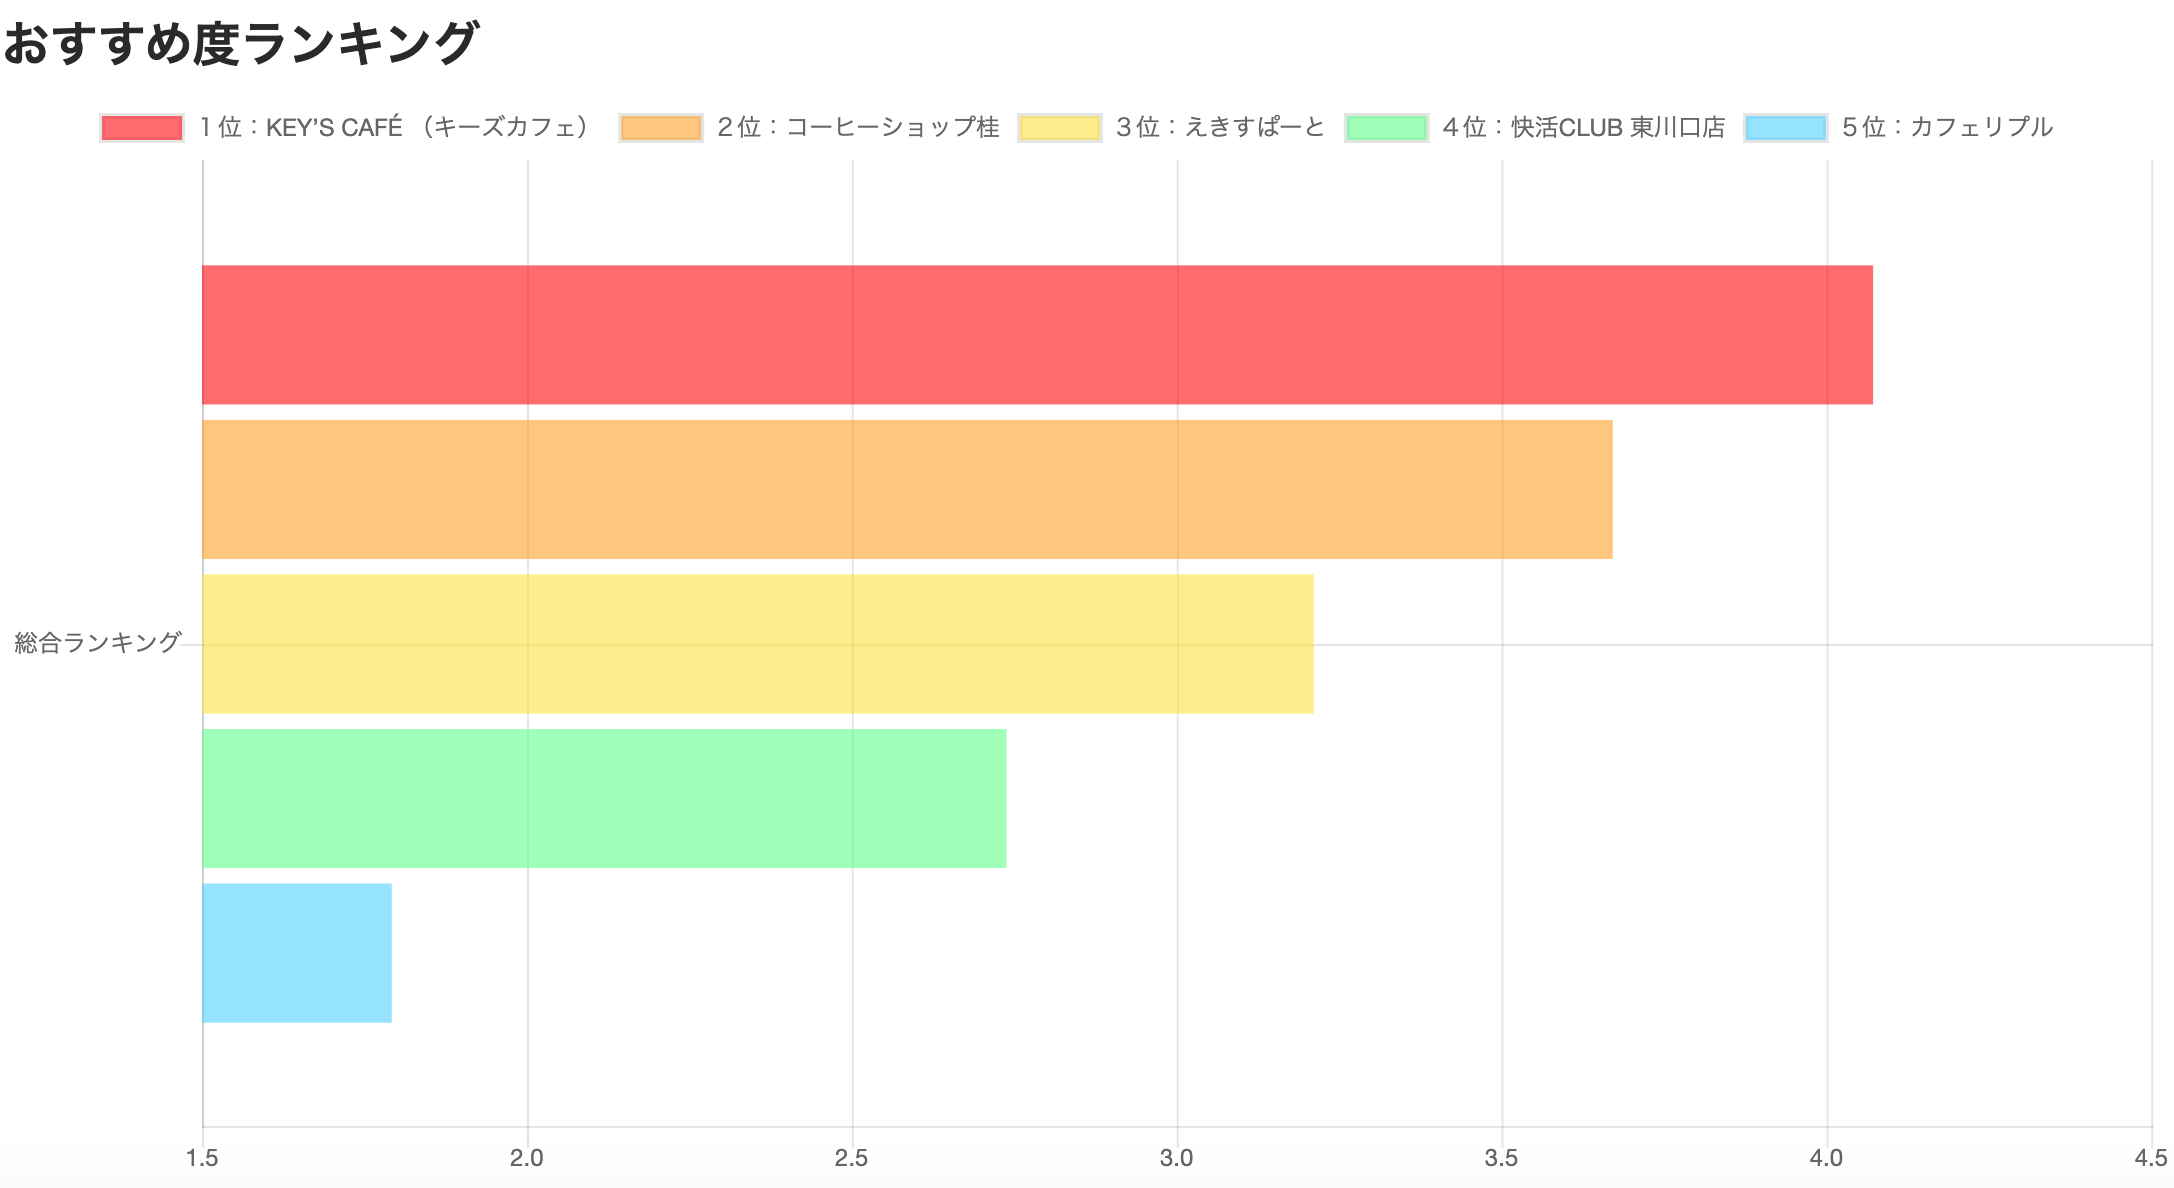 おすすめ度ランキング
1位：KEY’S CAFÉ （キーズカフェ） 2位：コーヒーショップ桂 3位：えきすぱーと 4位：快活CLUB 東川口店 5位：カフェリプル
総合ランキング
1.5 2.0 2.5 3.0 3.5 4.0 4.5